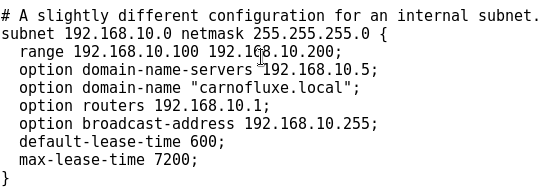 # A slightly different configuration for an internal subnet.
subnet 192.168.10.0 netmask 255.255.255.0 {
  range 192.168.10.100 192.168.10.200;
  option domain-name-servers 192.168.10.5;
  option domain-name "carnofluxe.local";
  option routers 192.168.10.1;
  option broadcast-address 192.168.10.255;
  default-lease-time 600;
  max-lease-time 7200;
}